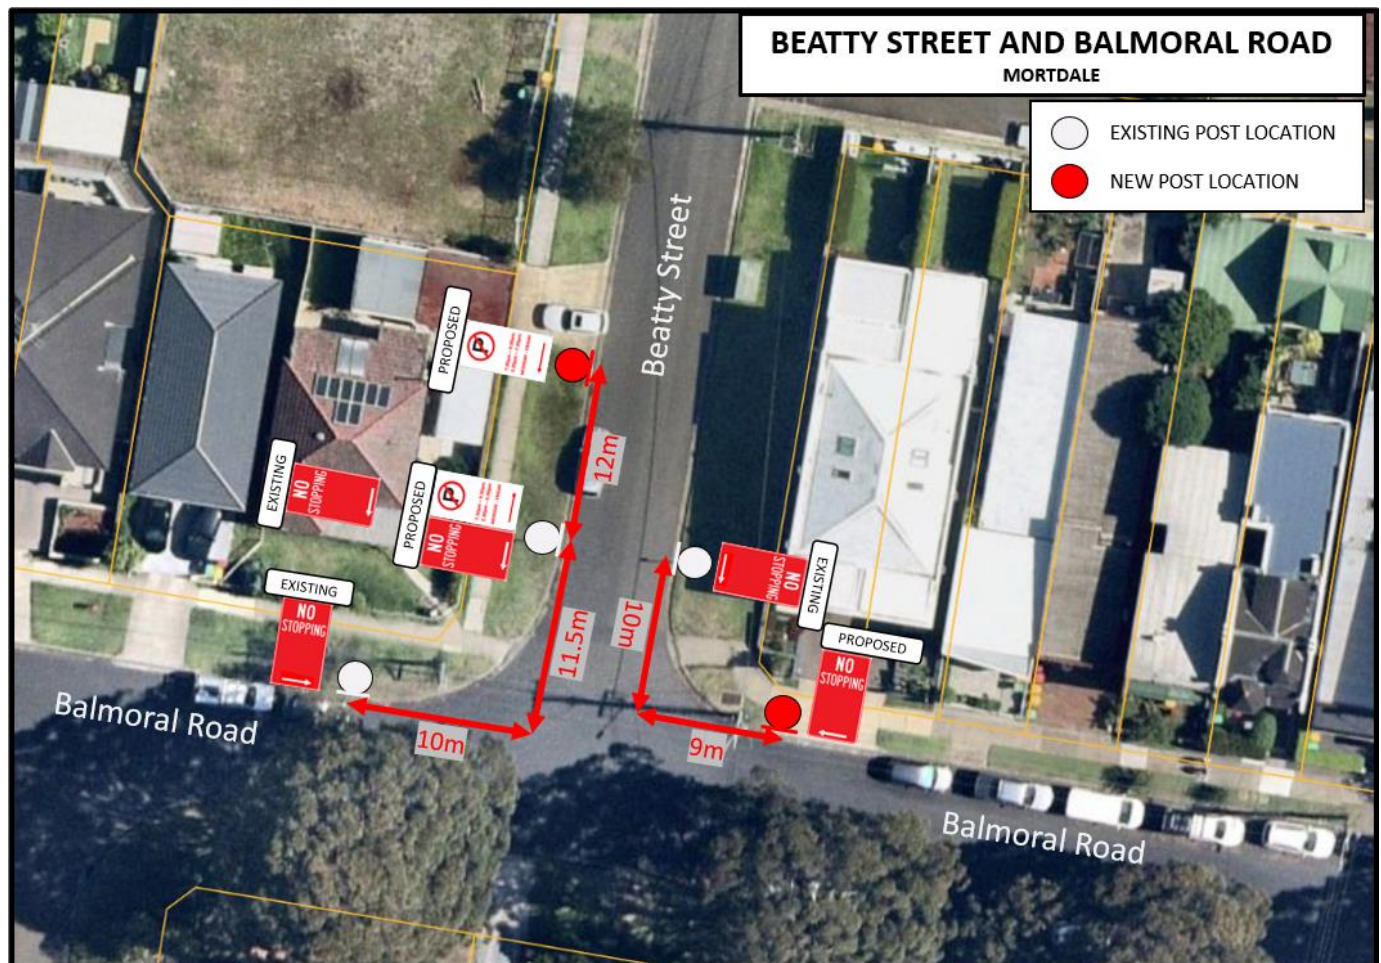 BEATTY STREET AND BALMORAL ROAD
MORTDALE
EXISTING POST LOCATION
NEW POST LOCATION
Beatty Street
PROPOSED
P
12m
EXISTING
NO
STOPPING
PROPOSED
P
NO
STOPPING
EXISTING
NO
STOPPING
EXISTING
NO
STOPPING
PROPOSED
NO
STOPPING
11.5m
10m
10m
9m
Balmoral Road
Balmoral Road